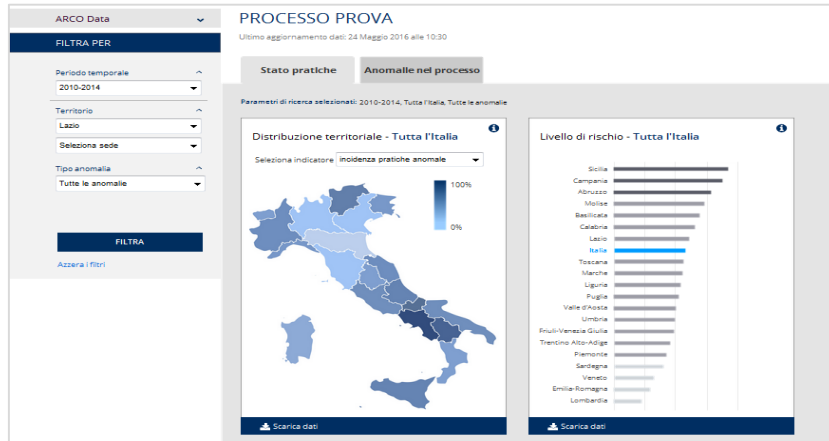 ARCO Data
FILTRA PER
Periodo temporale
2010-2014
Territorio
Lazio
Seleziona sede
Tipo anomalia
Tutte le anomalie
FILTRA
Azzera i filtri
PROCESSO PROVA
Ultimo aggiornamento dati: 24 Maggio 2016 alle 10:30
Stato pratiche
Anomalle nel processo
Parametri di ricerca selezionati: 2010-2014, Tutta l'Italia, Tutte le anomalie
Distribuzione territoriale - Tutta l'Italia
Seleziona indicatore
incidenza pratiche anomale
100%
0%
Scarica dati
Livello di rischio - Tutta l'Italia
Sicilia
Campania
Abruzzo
Molise
Basilicata
Calabria
Lazio
Italia
Toscana
Marche
Liguria
Puglia
Valle d'Aosta
Umbria
Friuli-Venezia Giulia
Trentino Alto-Adige
Piemonte
Sardegna
Veneto
Emilia-Romagna
Lombardia
Scarica dati